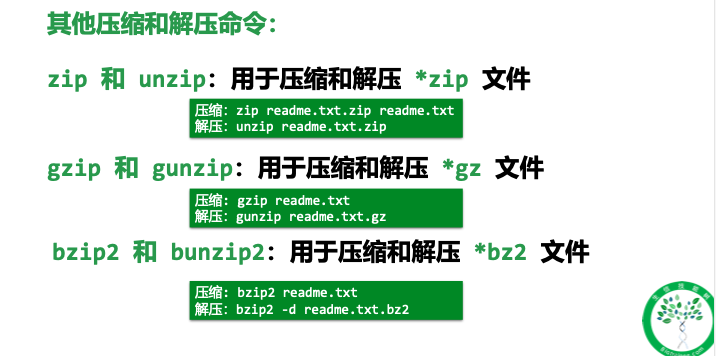 其他压缩和解压命令：
zip 和 unzip：用于压缩和解压 *zip 文件
压缩：zip readme.txt.zip readme.txt
解压：unzip readme.txt.zip
gzip 和 gunzip：用于压缩和解压 *gz 文件
压缩：gzip readme.txt
解压：gunzip readme.txt.gz
bzip2 和 bunzip2：用于压缩和解压 *bz2 文件
压缩：bzip2 readme.txt
解压：bzip2 -d readme.txt.bz2